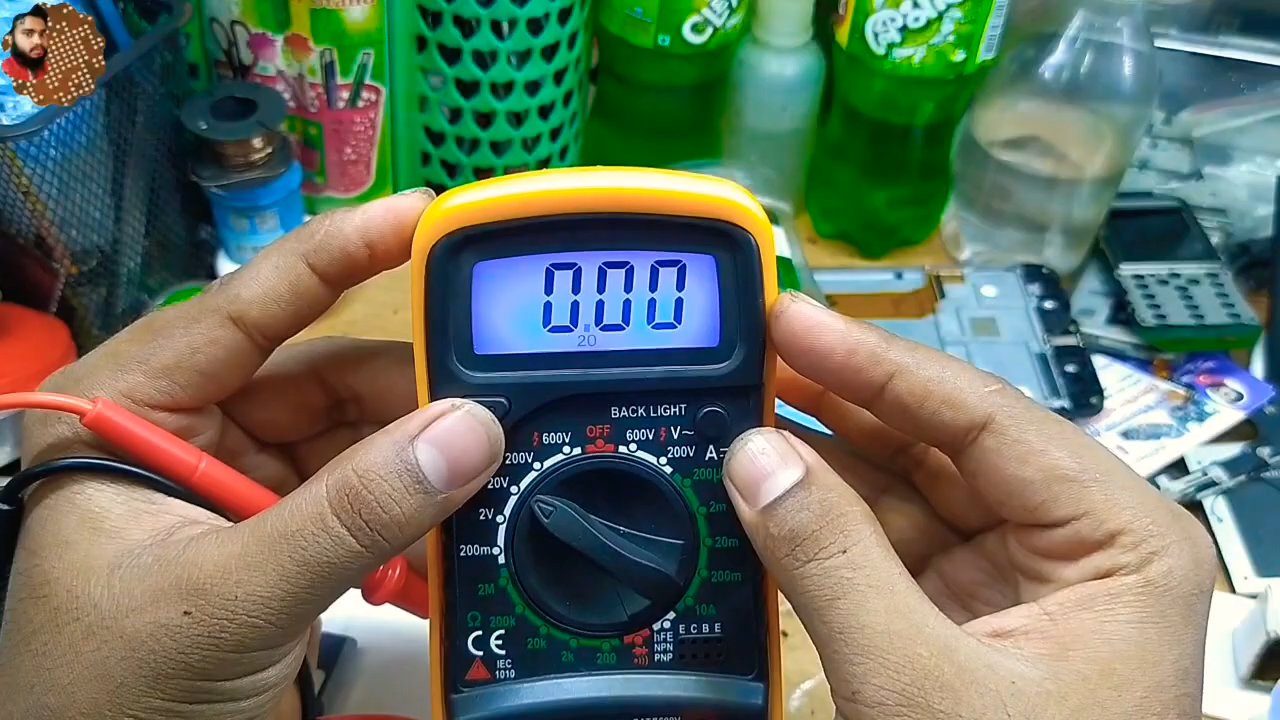 0.00
20
BACK LIGHT
OFF
600V
600V V~
200V
200V
A
20V
200µ
2V
2m
200m
20m
2M
200m
Ω
200k
10A
20k
2k
200
hFE
NPN
PNP
E C B E
CE
IEC
1010